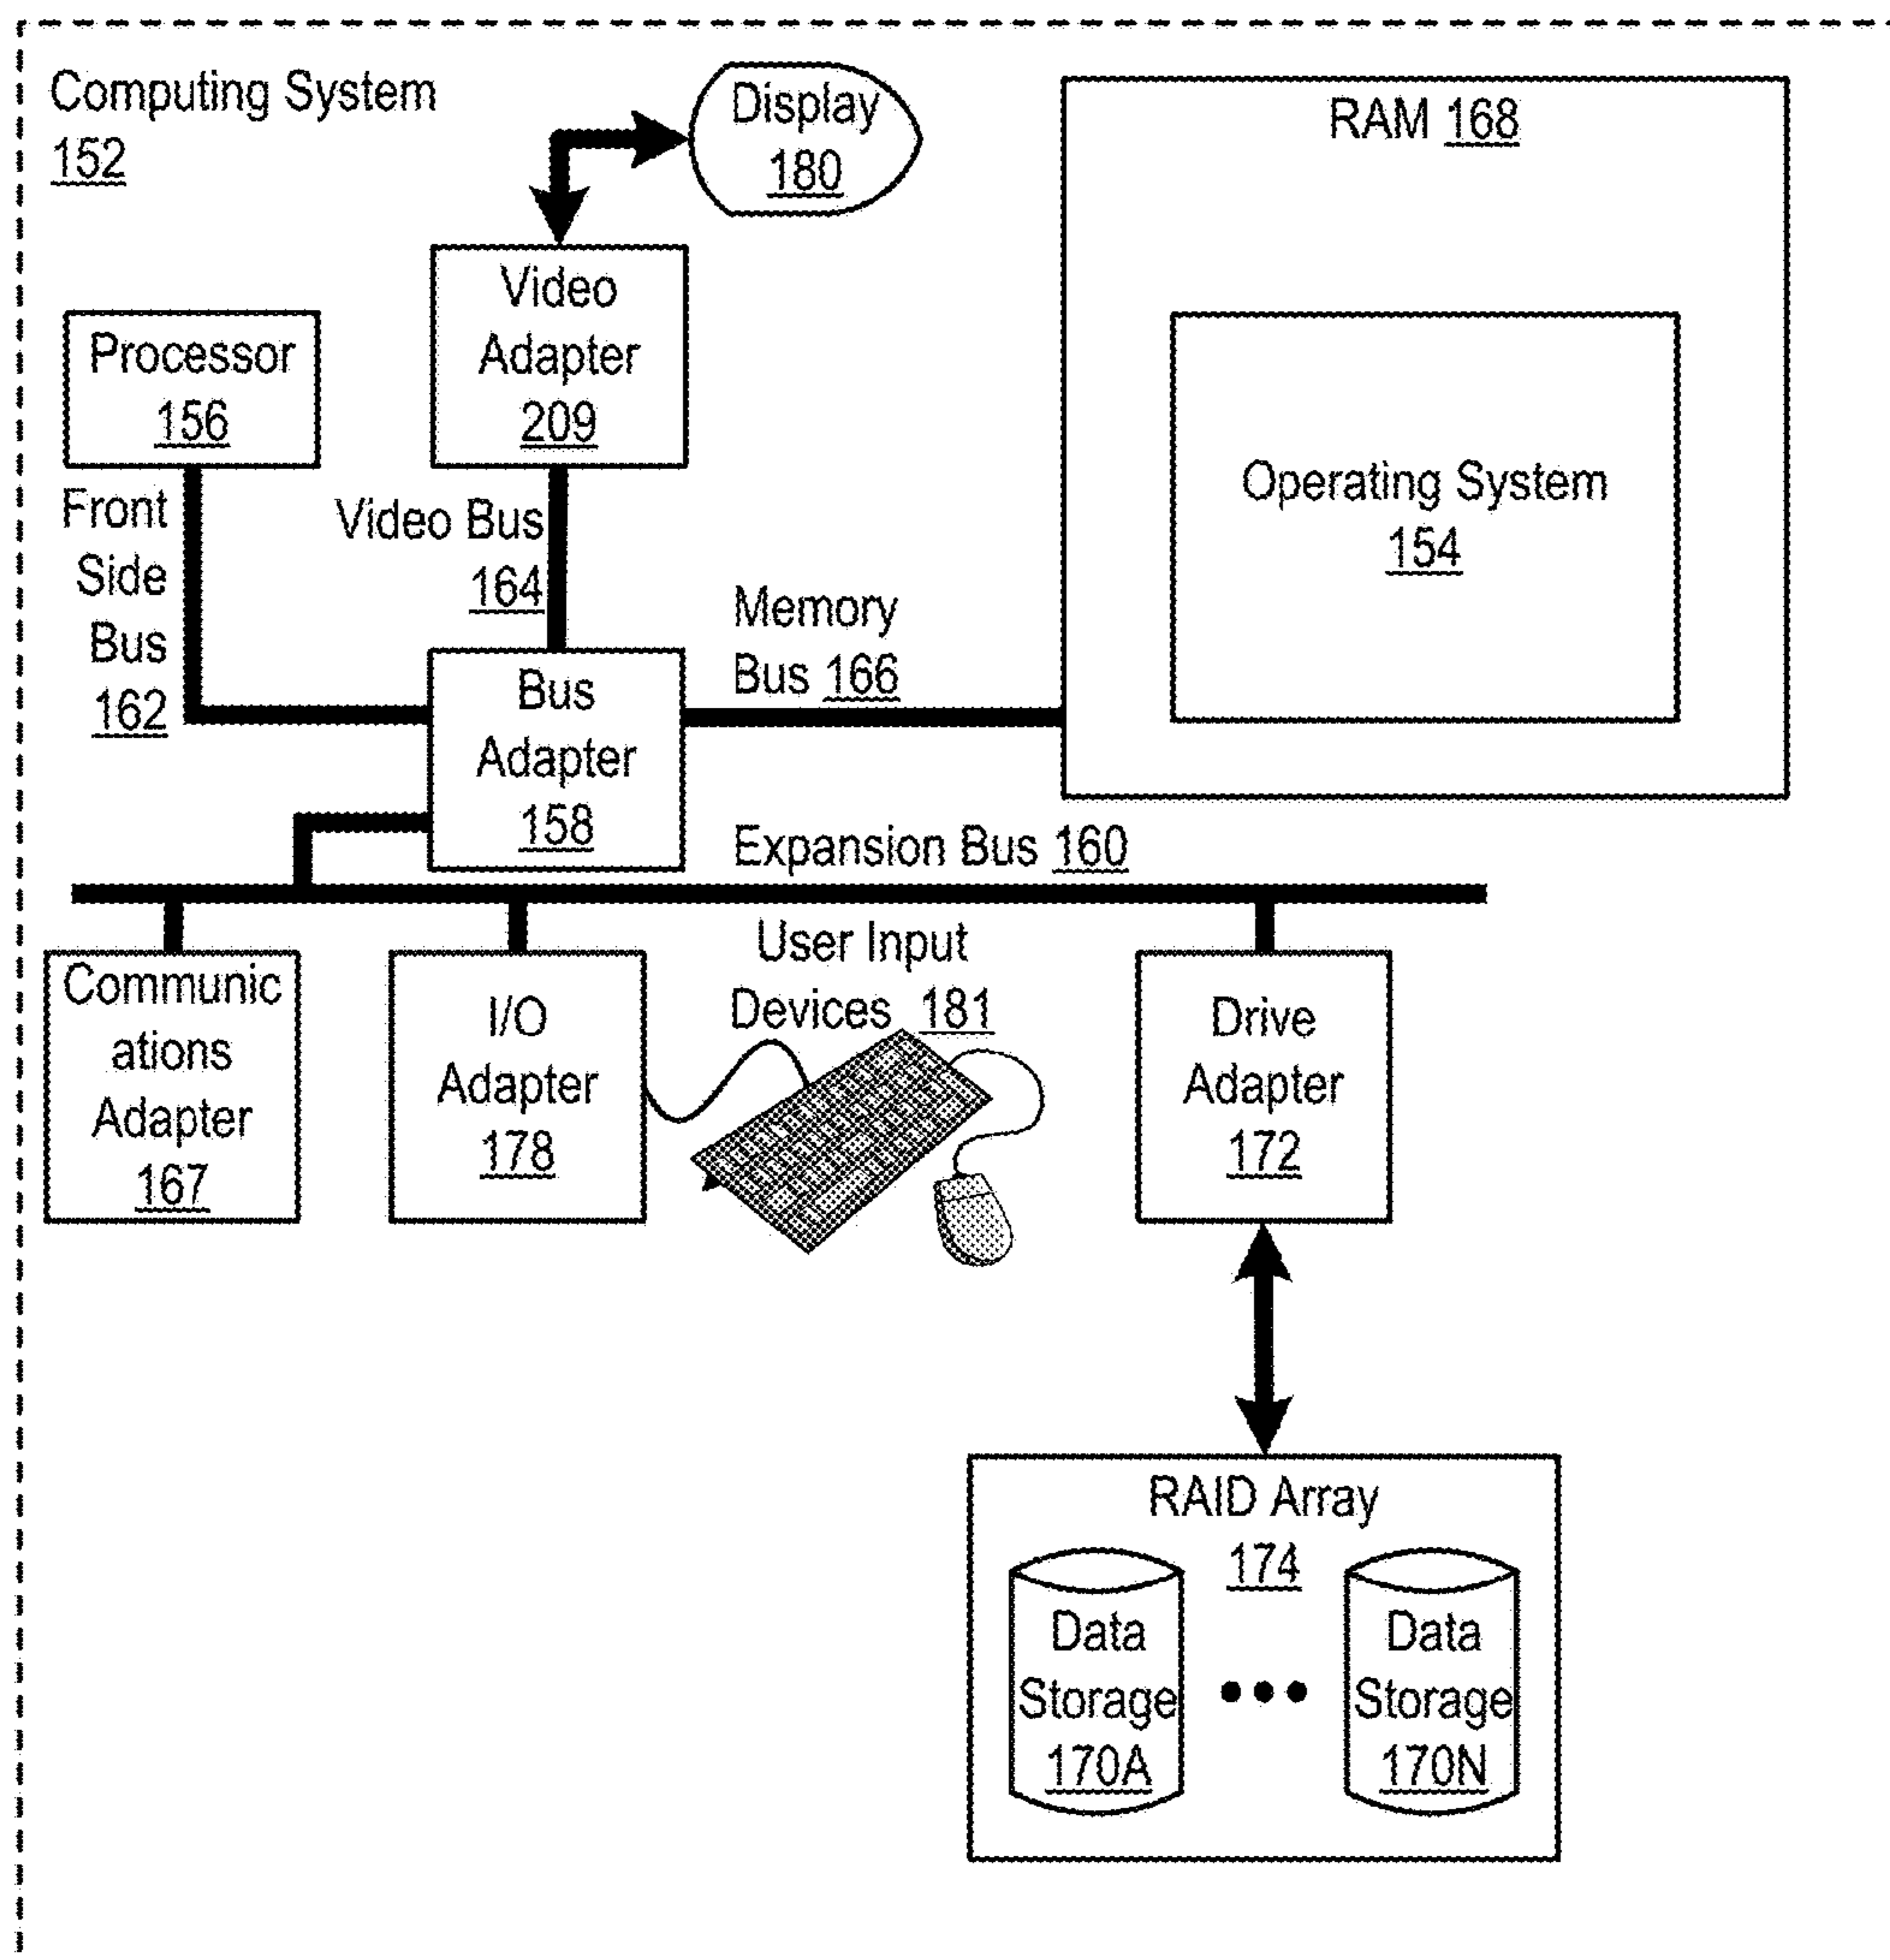 Computing System
152
Display
180
RAM 168
Video
Adapter
209
Processor
156
Operating System
154
Front
Side
Bus
162
Video Bus
164
Memory
Bus 166
Bus
Adapter
158
Expansion Bus 160
Communic
ations
Adapter
167
I/O
Adapter
178
User Input
Devices 181
Drive
Adapter
172
RAID Array
174
Data
Storage
170A
Data
Storage
170N